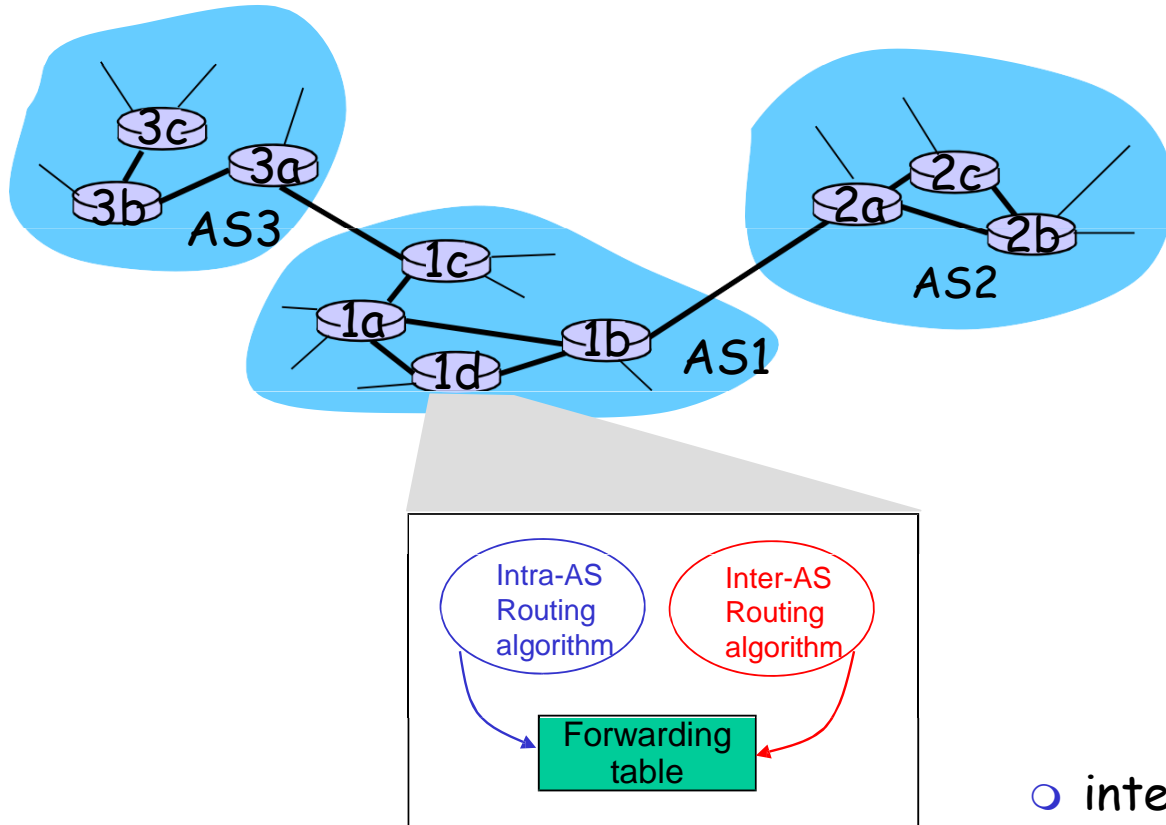 3c
3a
3b
AS3
2c
2a
2b
AS2
1c
1a
1b
1d
AS1
Intra-AS
Routing
algorithm
Inter-AS
Routing
algorithm
Forwarding
table
inte